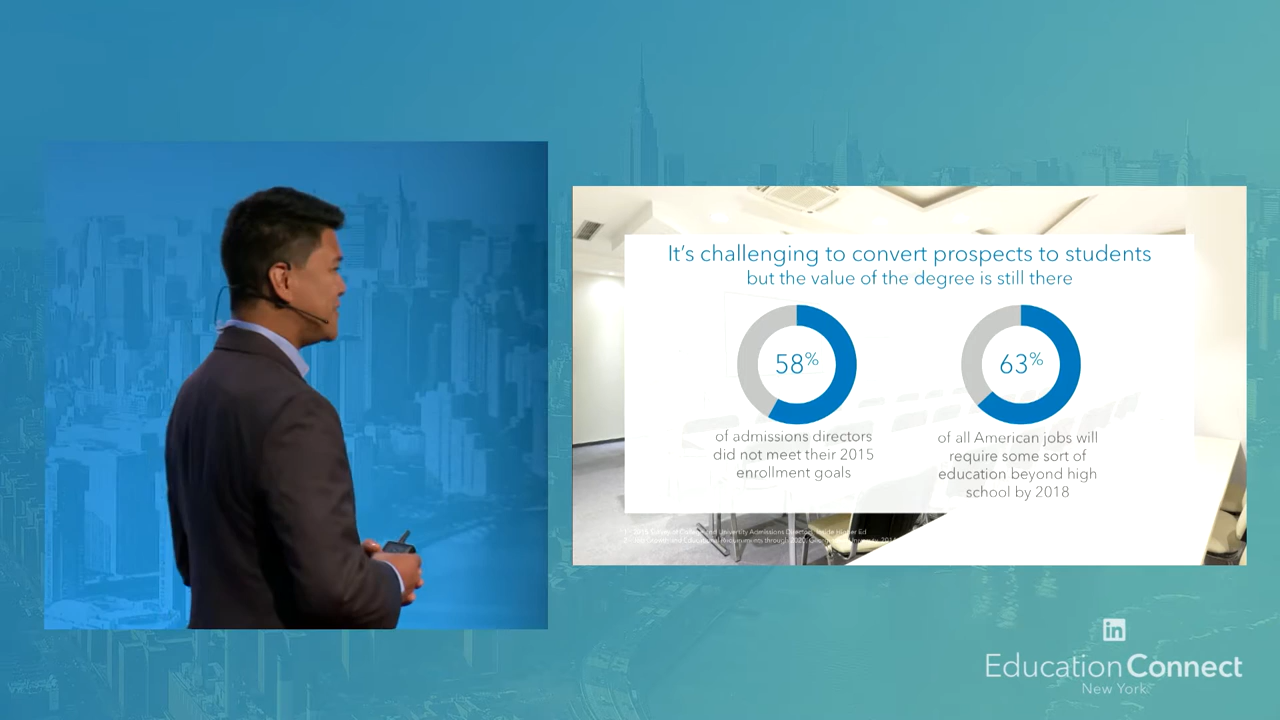 It's challenging to convert prospects to students
but the value of the degree is still there
58%
63%
of admissions directors
did not meet their 2015
enrollment goals
of all American jobs will
require some sort of
education beyond high
school by 2018
in
Education Connect
New York